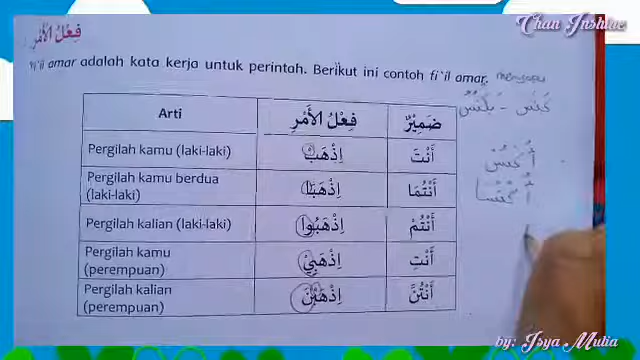 Chan Inshine
فِعْلُ الْأَمْرِ
Fi`il amar adalah kata kerja untuk perintah. Berikut ini contoh fi`il amar.
menyapu
كَنَسَ - يَكْنُسُ
Arti فِعْلُ الْأَمْرِ ضَمِيْرٌ
Pergilah kamu (laki-laki) اِذْهَبْ أَنْتَ
Pergilah kamu berdua (laki-laki) اِذْهَبَا أَنْتُمَا
Pergilah kalian (laki-laki) اِذْهَبُوا أَنْتُمْ
Pergilah kamu (perempuan) اِذْهَبِيْ أَنْتِ
Pergilah kalian (perempuan) اِذْهَبْنَ أَنْتُنَّ
أُكْنُسْ
أُكْنُسَا
by: Isya Mulia